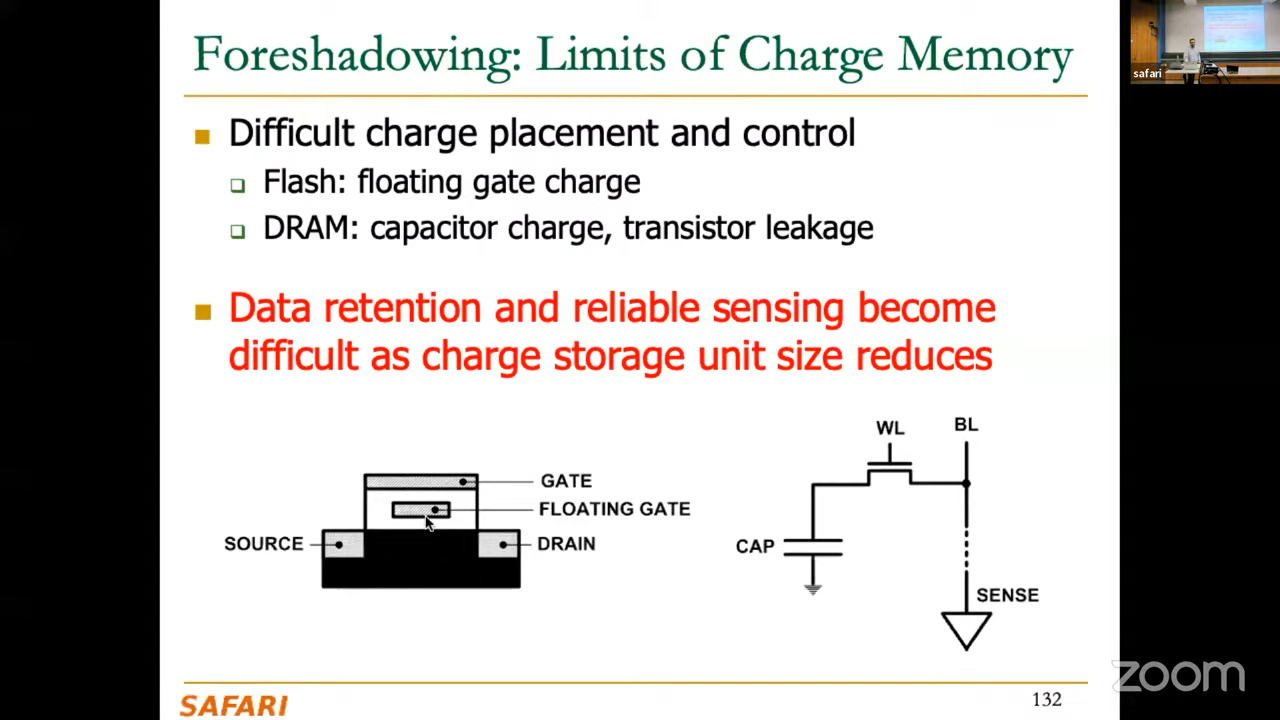 Foreshadowing: Limits of Charge Memory
safari
Difficult charge placement and control
Flash: floating gate charge
DRAM: capacitor charge, transistor leakage
Data retention and reliable sensing become
difficult as charge storage unit size reduces
GATE
FLOATING GATE
SOURCE
DRAIN
WL
BL
CAP
SENSE
SAFARI
132
zoom